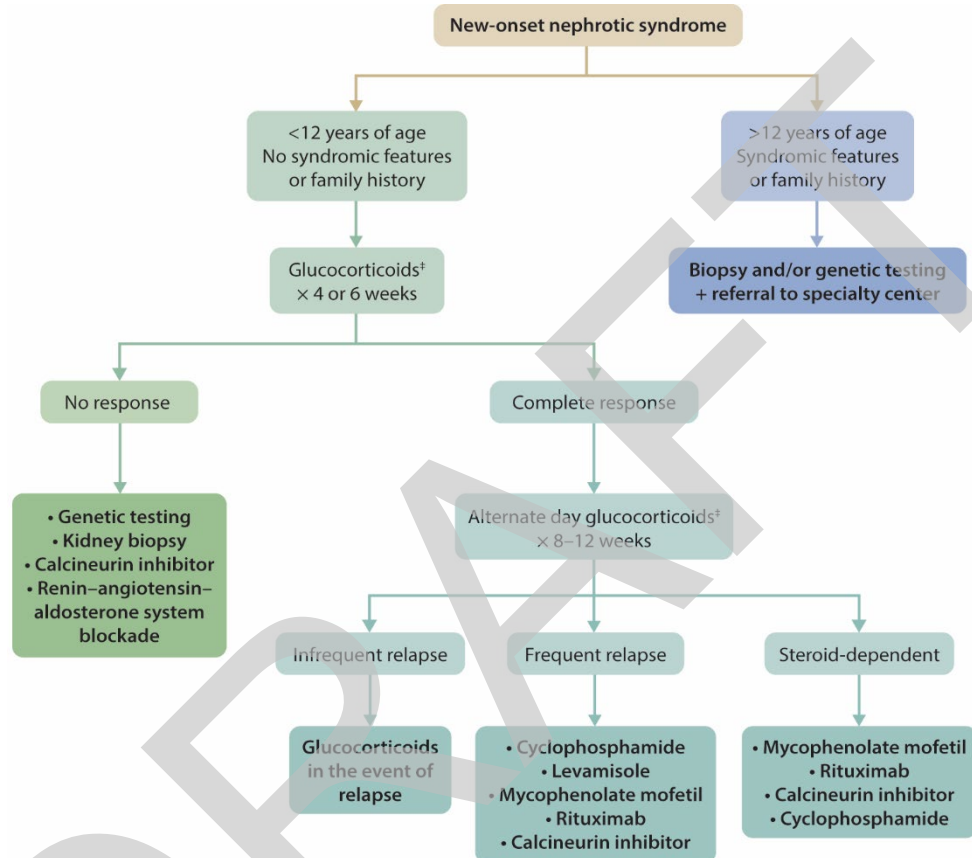 New-onset nephrotic syndrome
<12 years of age
No syndromic features
or family history
>12 years of age
Syndromic features
or family history
Glucocorticoids‡
× 4 or 6 weeks
Biopsy and/or genetic testing
+ referral to specialty center
No response
Complete response
• Genetic testing
• Kidney biopsy
• Calcineurin inhibitor
• Renin–angiotensin–
aldosterone system
blockade
Alternate day glucocorticoids‡
× 8–12 weeks
Infrequent relapse
Frequent relapse
Steroid-dependent
Glucocorticoids
in the event of
relapse
• Cyclophosphamide
• Levamisole
• Mycophenolate mofetil
• Rituximab
• Calcineurin inhibitor
• Mycophenolate mofetil
• Rituximab
• Calcineurin inhibitor
• Cyclophosphamide
DRAFT